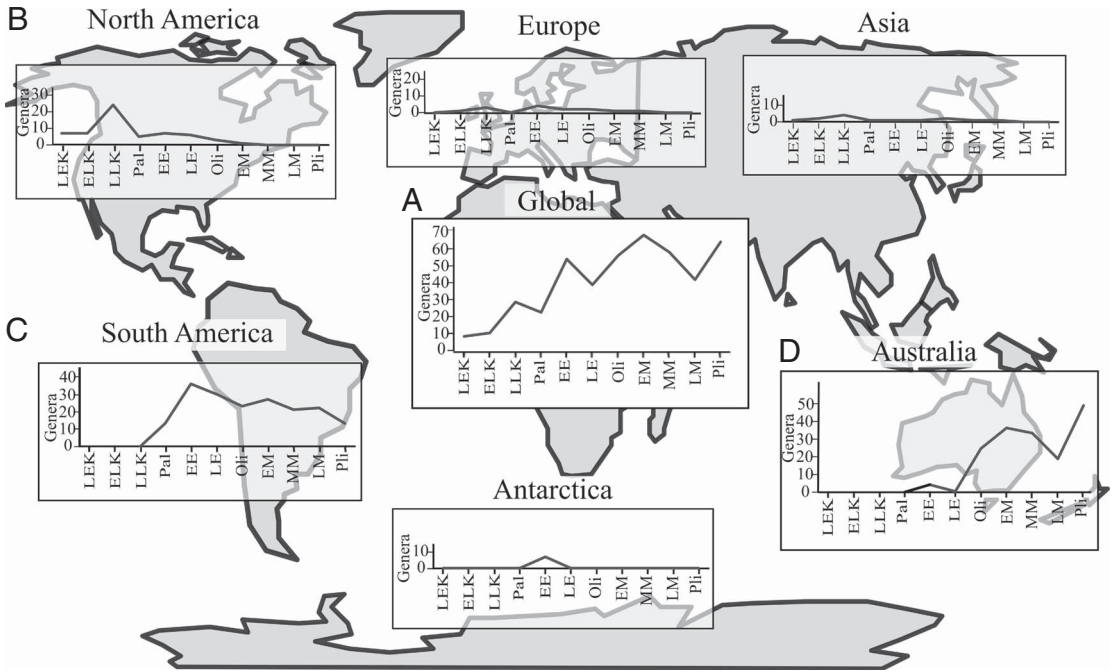 B
North America
Genera
30
20
10
0
LEK
ELK
LLK
Pal
EE
LE
Oli
EM
MM
LM
Pli
Europe
Genera
20
10
0
LEK
ELK
LLK
Pal
EE
LE
Oli
EM
MM
LM
Pli
Asia
Genera
10
0
LEK
ELK
LLK
Pal
EE
LE
Oli
EM
MM
LM
Pli
A
Global
Genera
70
60
50
40
30
20
10
0
LEK
ELK
LLK
Pal
EE
LE
Oli
EM
MM
LM
Pli
C
South America
Genera
40
30
20
10
0
LEK
ELK
LLK
Pal
EE
LE
Oli
EM
MM
LM
Pli
D
Australia
Genera
50
40
30
20
10
0
LEK
ELK
LLK
Pal
EE
LE
Oli
EM
MM
LM
Pli
Antarctica
Genera
10
0
LEK
ELK
LLK
Pal
EE
LE
Oli
EM
MM
LM
Pli